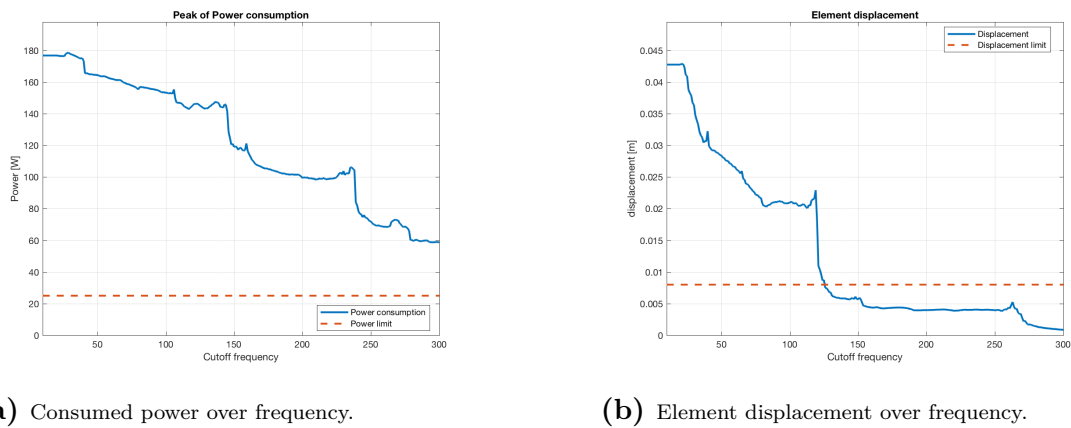 Peak of Power consumption
180
160
140
120
100
80
60
40
20
0
Power [W]
50
100
150
200
250
300
Cutoff frequency
Power consumption
Power limit
Element displacement
0.045
0.04
0.035
0.03
0.025
0.02
0.015
0.01
0.005
0
displacement [m]
50
100
150
200
250
300
Cutoff frequency
Displacement
Displacement limit
) Consumed power over frequency.
(b) Element displacement over frequency.